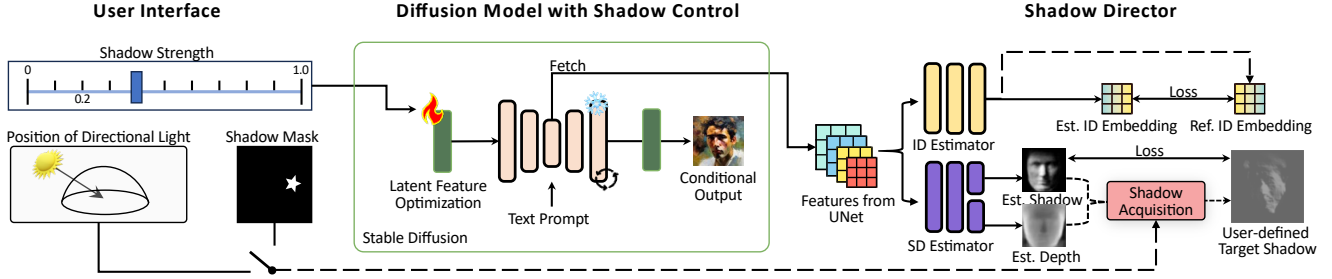 User Interface
Diffusion Model with Shadow Control
Shadow Director
Shadow Strength
0
1.0
0.2
Position of Directional Light
Shadow Mask
Fetch
Latent Feature
Optimization
Text Prompt
Conditional
Output
Stable Diffusion
Features from
UNet
ID Estimator
SD Estimator
Est. ID Embedding
Loss
Ref. ID Embedding
Est. Shadow
Loss
Est. Depth
Shadow
Acquisition
User-defined
Target Shadow